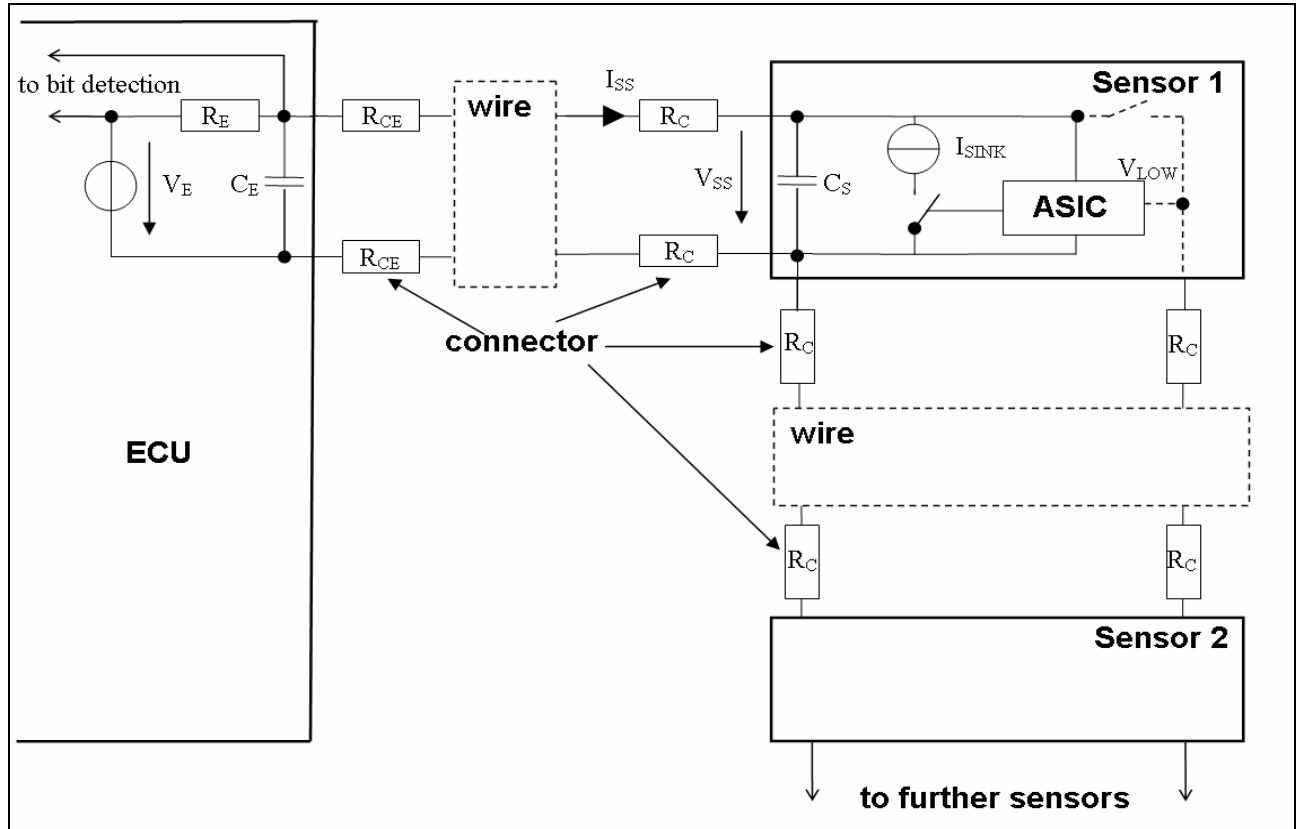 to bit detection
R_E
V_E
C_E
R_CE
R_CE
wire
I_SS
R_C
V_SS
R_C
Sensor 1
C_S
I_SINK
V_LOW
ASIC
connector
R_C
R_C
ECU
wire
R_C
R_C
Sensor 2
to further sensors